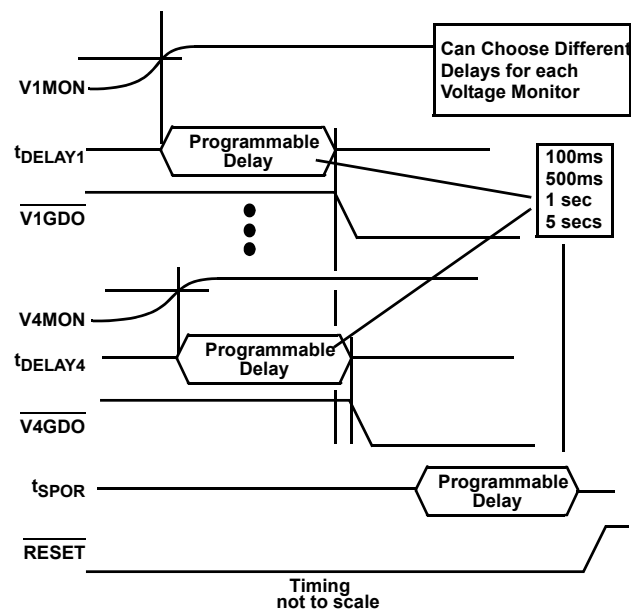 Can Choose Different
Delays for each
Voltage Monitor
V1MON
tDELAY1
Programmable
Delay
100ms
500ms
1 sec
5 secs
V1GDO
V4MON
tDELAY4
Programmable
Delay
V4GDO
tSPOR
Programmable
Delay
RESET
Timing
not to scale